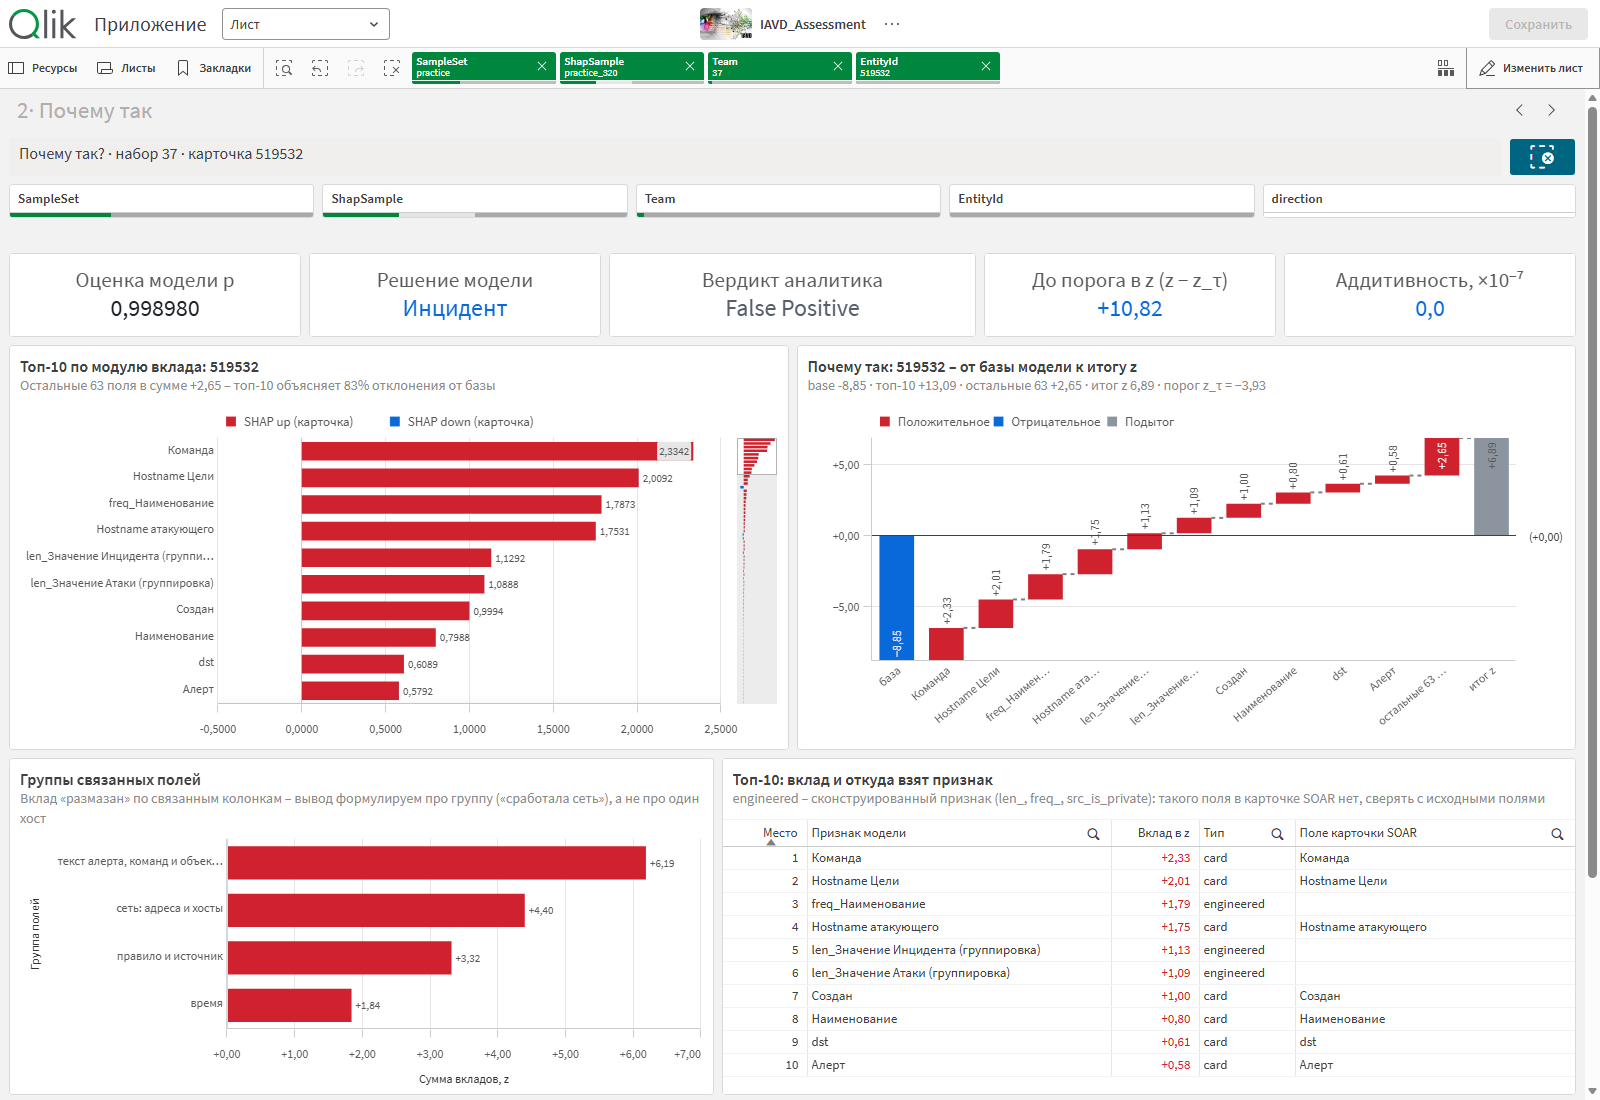 Qlik
Приложение
Лист
IAVD_Assessment
...
Сохранить
Ресурсы
Листы
Закладки
SampleSet
practice
ShapSample
practice_320
Team
37
EntityId
519532
Изменить лист
2· Почему так
Почему так? · набор 37 · карточка 519532
SampleSet
ShapSample
Team
EntityId
direction
Оценка модели p
0,998980
Решение модели
Инцидент
Вердикт аналитика
False Positive
До порога в z (z − z_τ)
+10,82
Аддитивность, ×10⁻⁷
0,0
Топ-10 по модулю вклада: 519532
Остальные 63 поля в сумме +2,65 – топ-10 объясняет 83% отклонения от базы
SHAP up (карточка)
SHAP down (карточка)
Команда
2,3342
Hostname Цели
2,0092
freq_Наименование
1,7873
Hostname атакующего
1,7531
len_Значение Инцидента (группи...
1,1292
len_Значение Атаки (группировка)
1,0888
Создан
0,9994
Наименование
0,7988
dst
0,6089
Алерт
0,5792
-0,5000
0,0000
0,5000
1,0000
1,5000
2,0000
2,5000
Почему так: 519532 – от базы модели к итогу z
base -8,85 · топ-10 +13,09 · остальные 63 +2,65 · итог z 6,89 · порог z_τ = −3,93
Положительное
Отрицательное
Подытог
+5,00
+0,00
−5,00
(+0,00)
−8,85
+2,33
+2,01
+1,79
+1,75
+1,13
+1,09
+1,00
+0,80
+0,61
+0,58
+2,65
+6,89
база
Команда
Hostname Цели
freq_Наимен...
Hostname ата...
len_Значение...
len_Значение...
Создан
Наименование
dst
Алерт
остальные 63 ...
итог z
Группы связанных полей
Вклад «размазан» по связанным колонкам – вывод формулируем про группу («сработала сеть»), а не про один
хост
Группа полей
текст алерта, команд и объек...
+6,19
сеть: адреса и хосты
+4,40
правило и источник
+3,32
время
+1,84
+0,00
+1,00
+2,00
+3,00
+4,00
+5,00
+6,00
+7,00
Сумма вкладов, z
Топ-10: вклад и откуда взят признак
engineered – сконструированный признак (len_, freq_, src_is_private): такого поля в карточке SOAR нет, сверять с исходными полями
Место Признак модели Вклад в z Тип Поле карточки SOAR
1 Команда +2,33 card Команда
2 Hostname Цели +2,01 card Hostname Цели
3 freq_Наименование +1,79 engineered
4 Hostname атакующего +1,75 card Hostname атакующего
5 len_Значение Инцидента (группировка) +1,13 engineered
6 len_Значение Атаки (группировка) +1,09 engineered
7 Создан +1,00 card Создан
8 Наименование +0,80 card Наименование
9 dst +0,61 card dst
10 Алерт +0,58 card Алерт